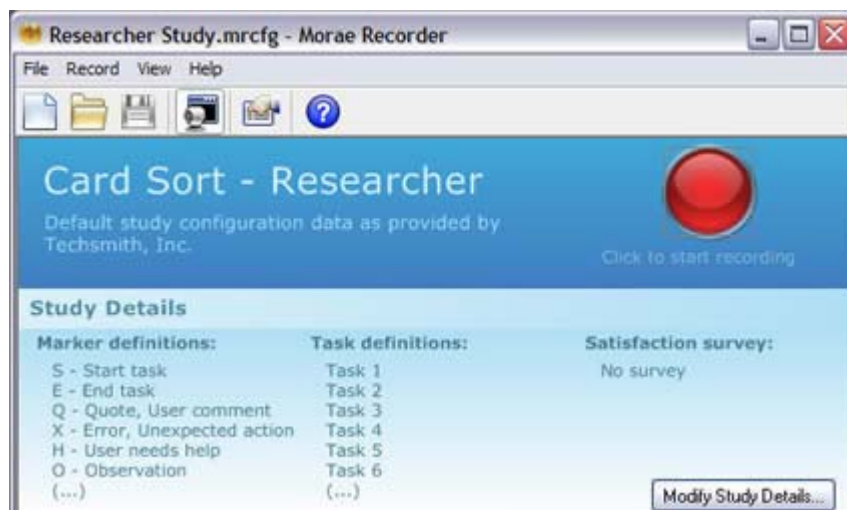 Researcher Study.mrcfg - Morae Recorder
File Record View Help
Card Sort - Researcher
Default study configuration data as provided by
Techsmith, Inc.
Click to start recording
Study Details
Marker definitions:
S - Start task
E - End task
Q - Quote, User comment
X - Error, Unexpected action
H - User needs help
O - Observation
(...)
Task definitions:
Task 1
Task 2
Task 3
Task 4
Task 5
Task 6
(...)
Satisfaction survey:
No survey
Modify Study Details...